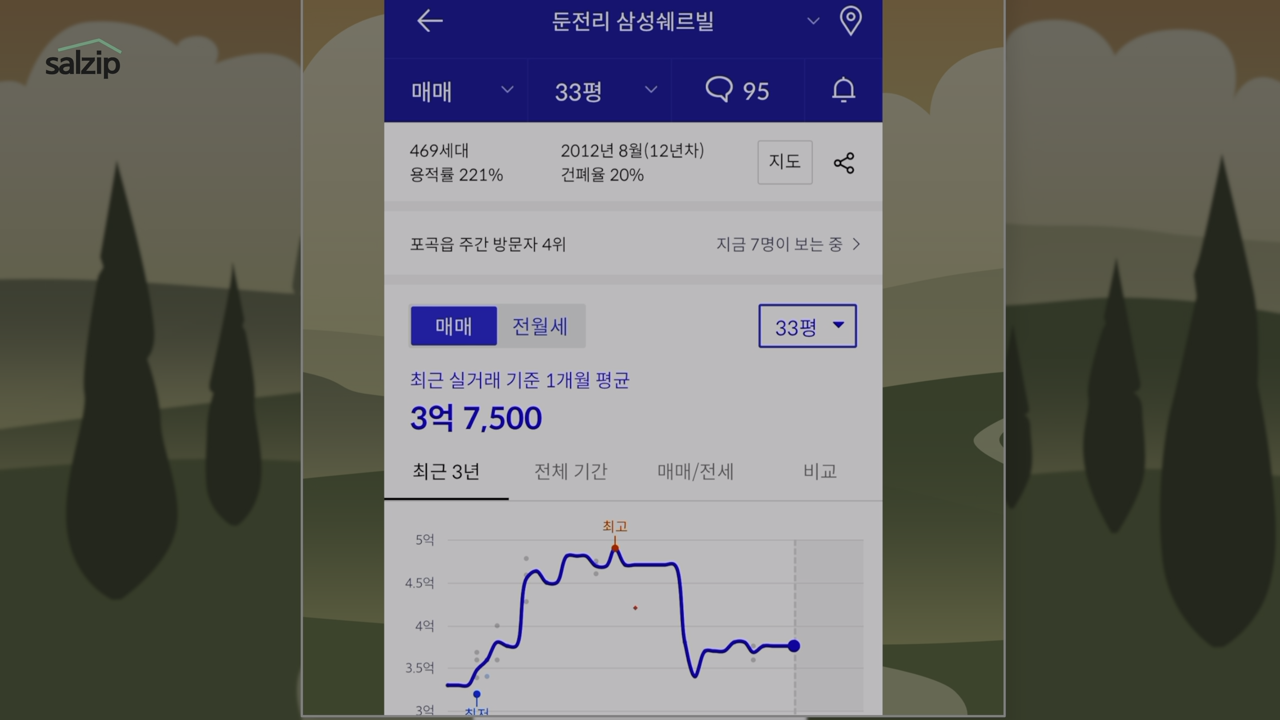 salzip
둔전리 삼성쉐르빌
매매 33평 95
469세대 2012년 8월(12년차) 지도
용적률 221% 건폐율 20%
포곡읍 주간 방문자 4위 지금 7명이 보는 중
매매 전월세 33평
최근 실거래 기준 1개월 평균
3억 7,500
최근 3년 전체 기간 매매/전세 비교
최고
5억
4.5억
4억
3.5억
3억
최저